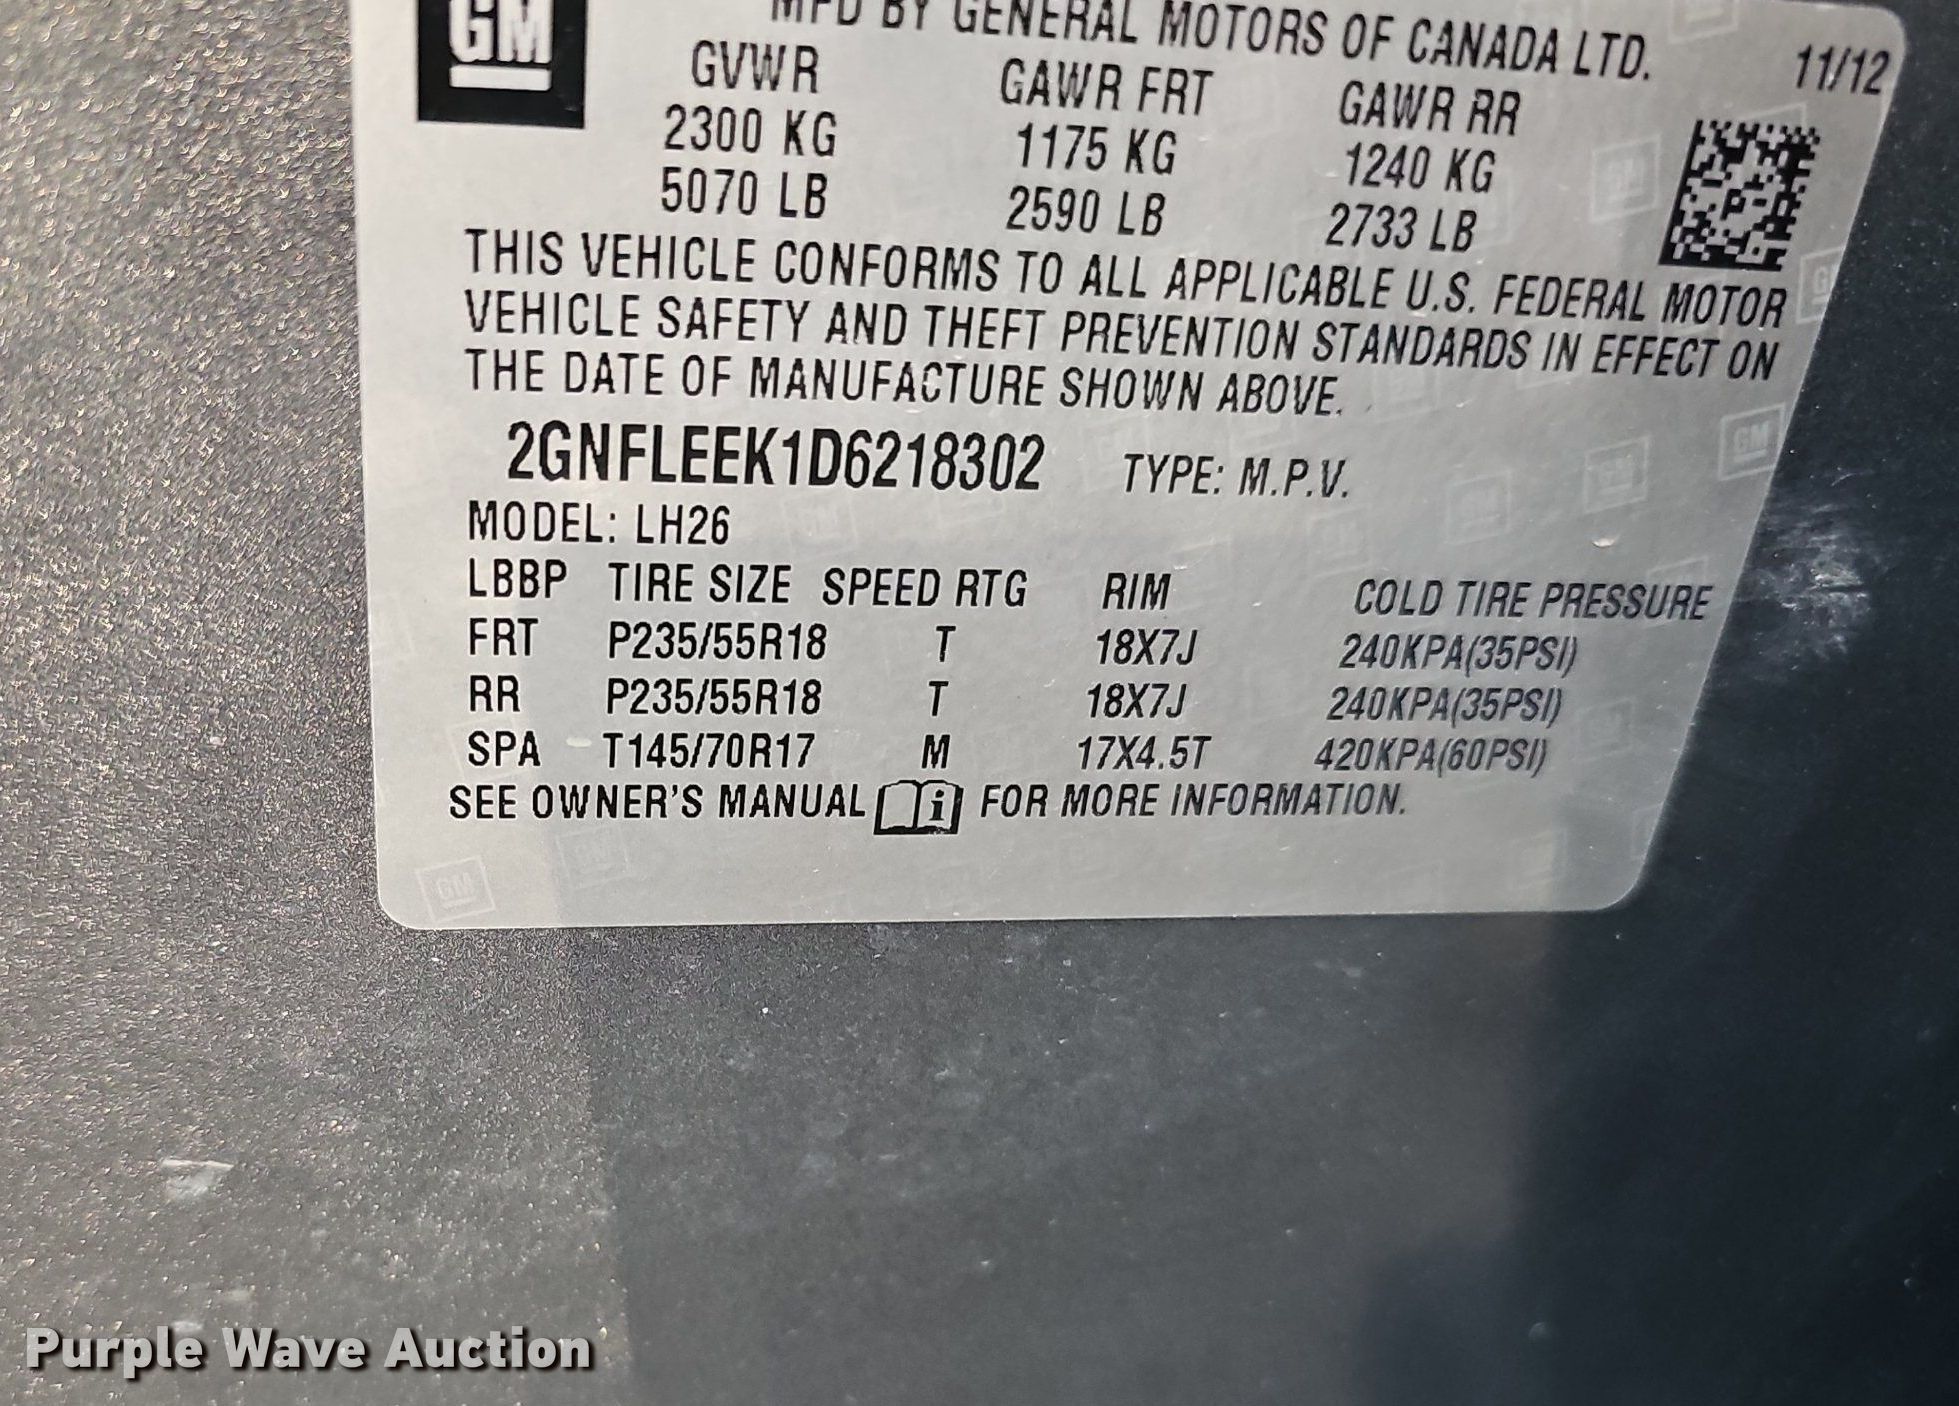 GM
MFD BY GENERAL MOTORS OF CANADA LTD.
11/12
GVWR GAWR FRT GAWR RR
2300 KG 1175 KG 1240 KG
5070 LB 2590 LB 2733 LB
THIS VEHICLE CONFORMS TO ALL APPLICABLE U.S. FEDERAL MOTOR
VEHICLE SAFETY AND THEFT PREVENTION STANDARDS IN EFFECT ON
THE DATE OF MANUFACTURE SHOWN ABOVE.
2GNFLEEK1D6218302 TYPE: M.P.V.
MODEL: LH26
LBBP TIRE SIZE SPEED RTG RIM COLD TIRE PRESSURE
FRT P235/55R18 T 18X7J 240KPA(35PSI)
RR P235/55R18 T 18X7J 240KPA(35PSI)
SPA T145/70R17 M 17X4.5T 420KPA(60PSI)
SEE OWNER'S MANUAL i FOR MORE INFORMATION.
Purple Wave Auction